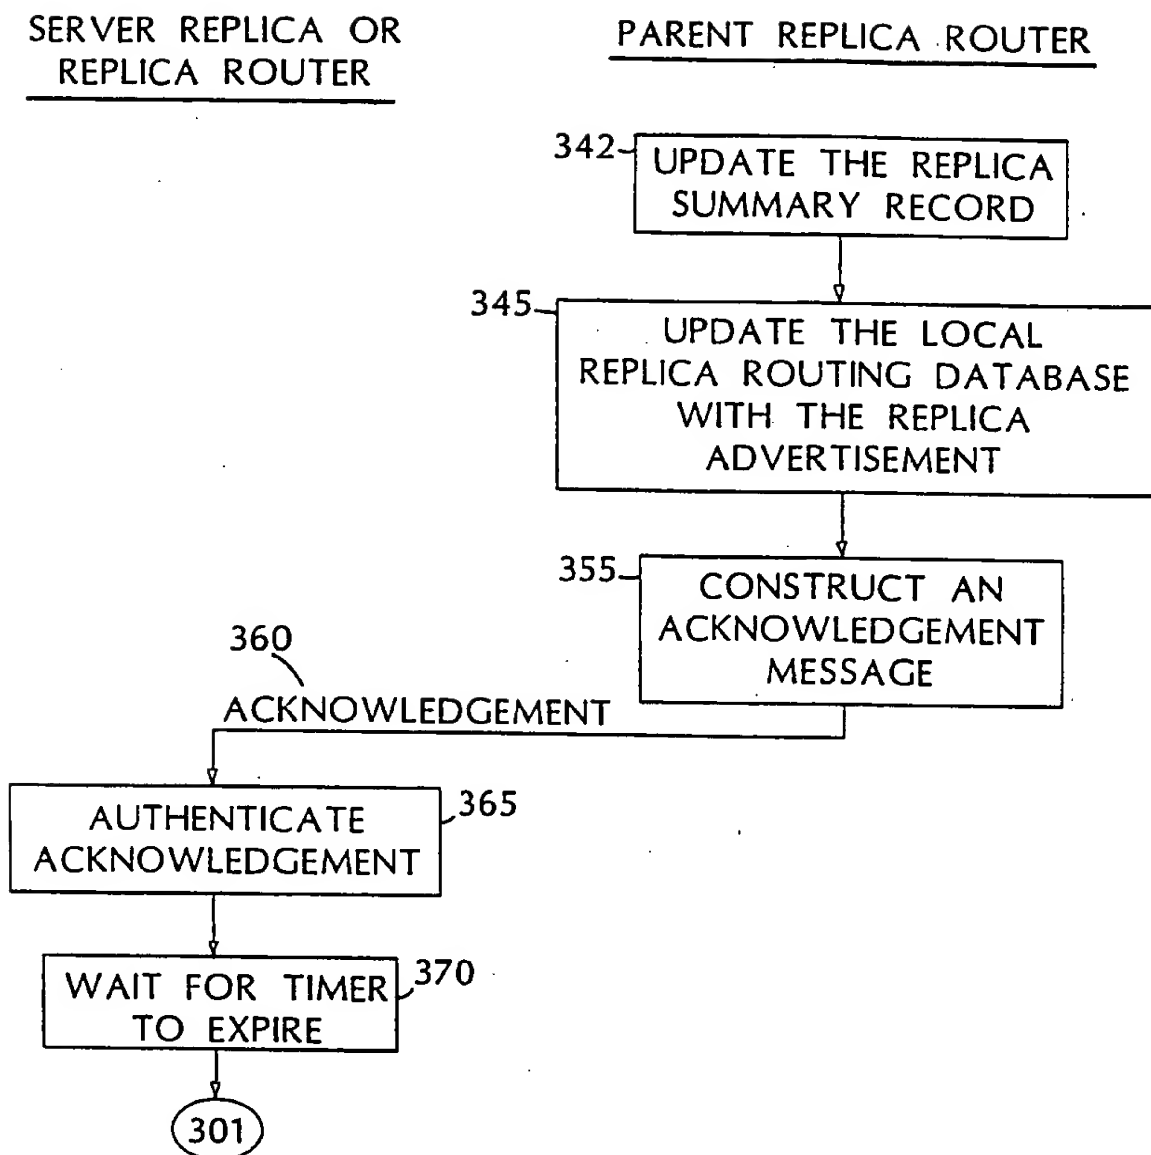 SERVER REPLICA OR
REPLICA ROUTER
PARENT REPLICA ROUTER
342
UPDATE THE REPLICA
SUMMARY RECORD
345
UPDATE THE LOCAL
REPLICA ROUTING DATABASE
WITH THE REPLICA
ADVERTISEMENT
355
CONSTRUCT AN
ACKNOWLEDGEMENT
MESSAGE
360
ACKNOWLEDGEMENT
AUTHENTICATE
ACKNOWLEDGEMENT
365
WAIT FOR TIMER
TO EXPIRE
370
301